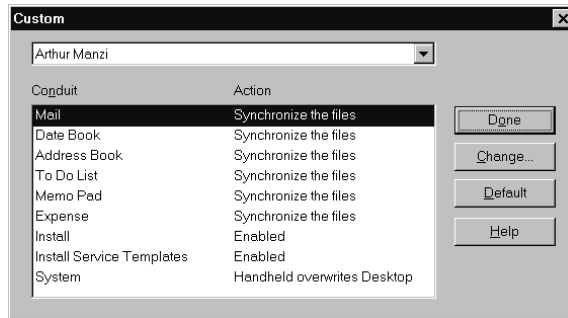 Custom
Arthur Manzi
Conduit Action
Mail Synchronize the files
Date Book Synchronize the files
Address Book Synchronize the files
To Do List Synchronize the files
Memo Pad Synchronize the files
Expense Synchronize the files
Install Enabled
Install Service Templates Enabled
System Handheld overwrites Desktop
Done
Change...
Default
Help